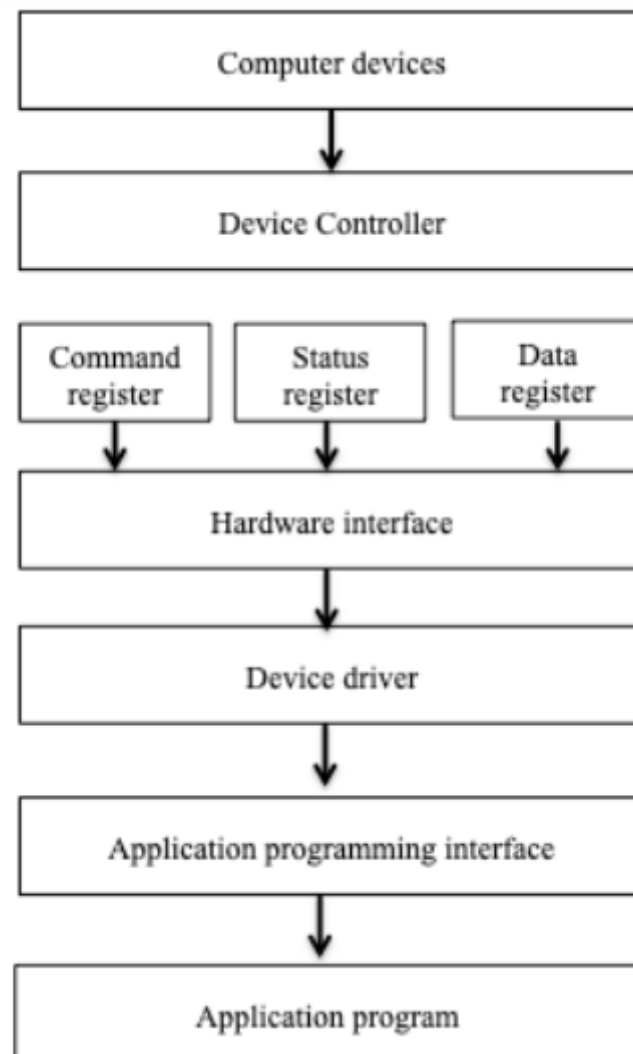 Computer devices
Device Controller
Command
register
Status
register
Data
register
Hardware interface
Device driver
Application programming interface
Application program